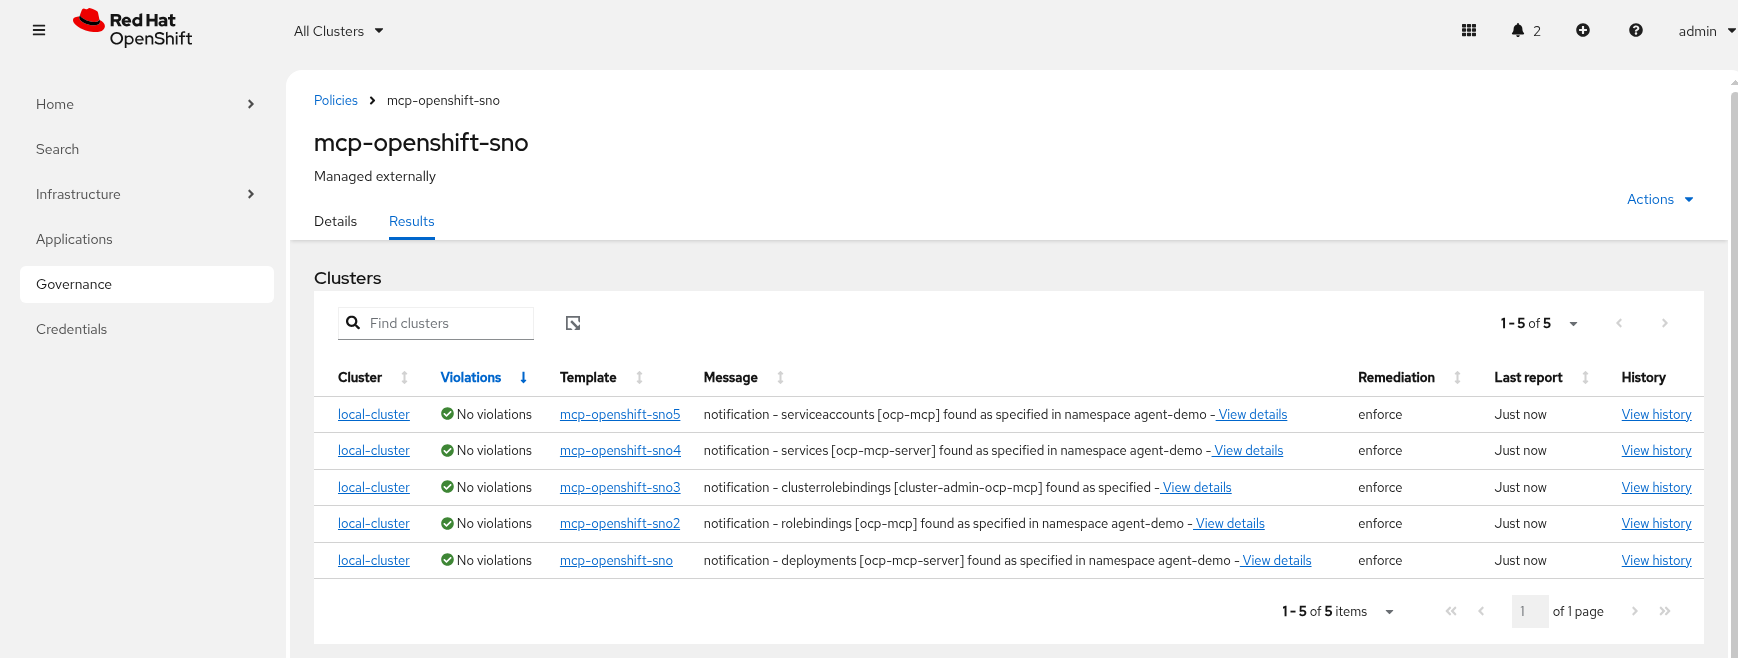 Red Hat
OpenShift
All Clusters
2
admin
Home
Search
Infrastructure
Applications
Governance
Credentials
Policies mcp-openshift-sno
mcp-openshift-sno
Managed externally
Actions
Details Results
Clusters
Find clusters
1 - 5 of 5
Cluster Violations Template Message Remediation Last report History
local-cluster No violations mcp-openshift-sno5 notification - serviceaccounts [ocp-mcp] found as specified in namespace agent-demo - View details enforce Just now View history
local-cluster No violations mcp-openshift-sno4 notification - services [ocp-mcp-server] found as specified in namespace agent-demo - View details enforce Just now View history
local-cluster No violations mcp-openshift-sno3 notification - clusterrolebindings [cluster-admin-ocp-mcp] found as specified - View details enforce Just now View history
local-cluster No violations mcp-openshift-sno2 notification - rolebindings [ocp-mcp] found as specified in namespace agent-demo - View details enforce Just now View history
local-cluster No violations mcp-openshift-sno notification - deployments [ocp-mcp-server] found as specified in namespace agent-demo - View details enforce Just now View history
1 - 5 of 5 items 1 of 1 page